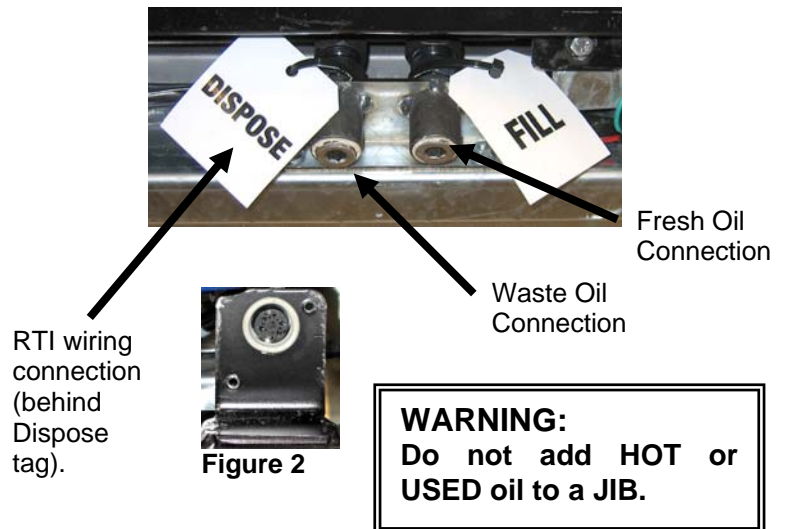 DISPOSE
FILL
Fresh Oil
Connection
Waste Oil
Connection
RTI wiring
connection
(behind
Dispose
tag).
Figure 2
WARNING:
Do not add HOT or
USED oil to a JIB.